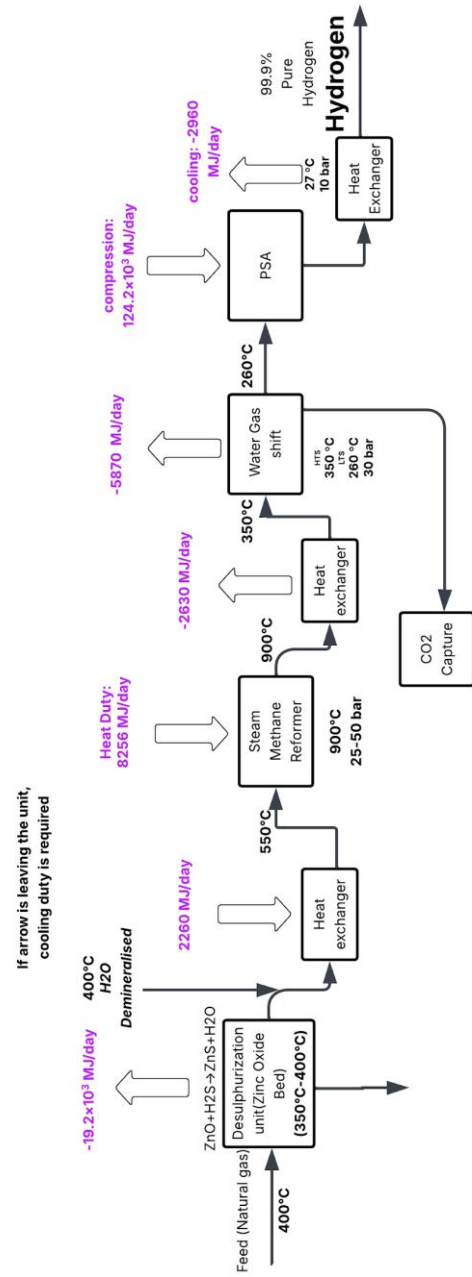 If arrow is leaving the unit,
cooling duty is required
-19.2×10³ MJ/day
400°C
H2O
Demineralised
ZnO+H2S→ZnS+H2O
Feed (Natural gas)
400°C
Desulphurization
unit(Zinc Oxide
Bed)
(350°C-400°C)
2260 MJ/day
Heat
exchanger
550°C
Heat Duty:
8256 MJ/day
Steam
Methane
Reformer
900°C
25-50 bar
900°C
-2630 MJ/day
Heat
exchanger
350°C
-5870 MJ/day
Water Gas
shift
HTS
350 °C
LTS
260 °C
30 bar
CO2
Capture
260°C
compression:
124.2×10³ MJ/day
PSA
cooling: -2960
MJ/day
27 °C
10 bar
Heat
Exchanger
99.9%
Pure
Hydrogen
Hydrogen